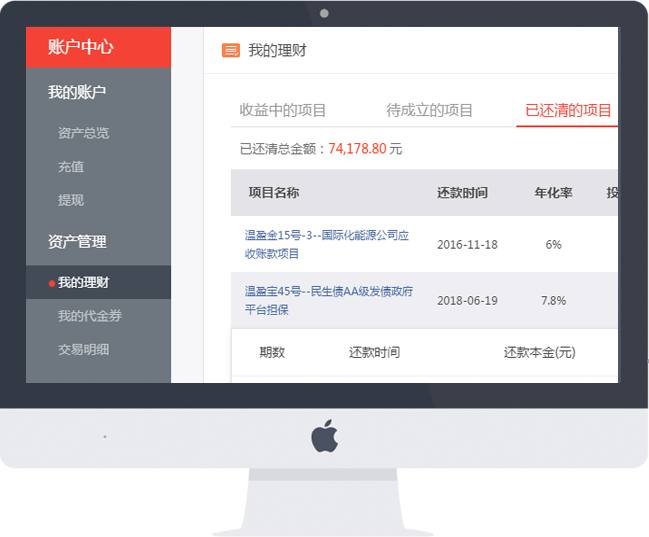 账户中心
我的账户
资产总览
充值
提现
资产管理
我的理财
我的代金券
交易明细
我的理财
收益中的项目 待成立的项目 已还清的项目
已还清总金额：74,178.80 元
项目名称 还款时间 年化率 投
温盈金15号-3--国际化能源公司应
收账款项目
2016-11-18 6%
温盈宝45号--民生债AA级发债政府
平台担保
2018-06-19 7.8%
期数 还款时间 还款本金(元)